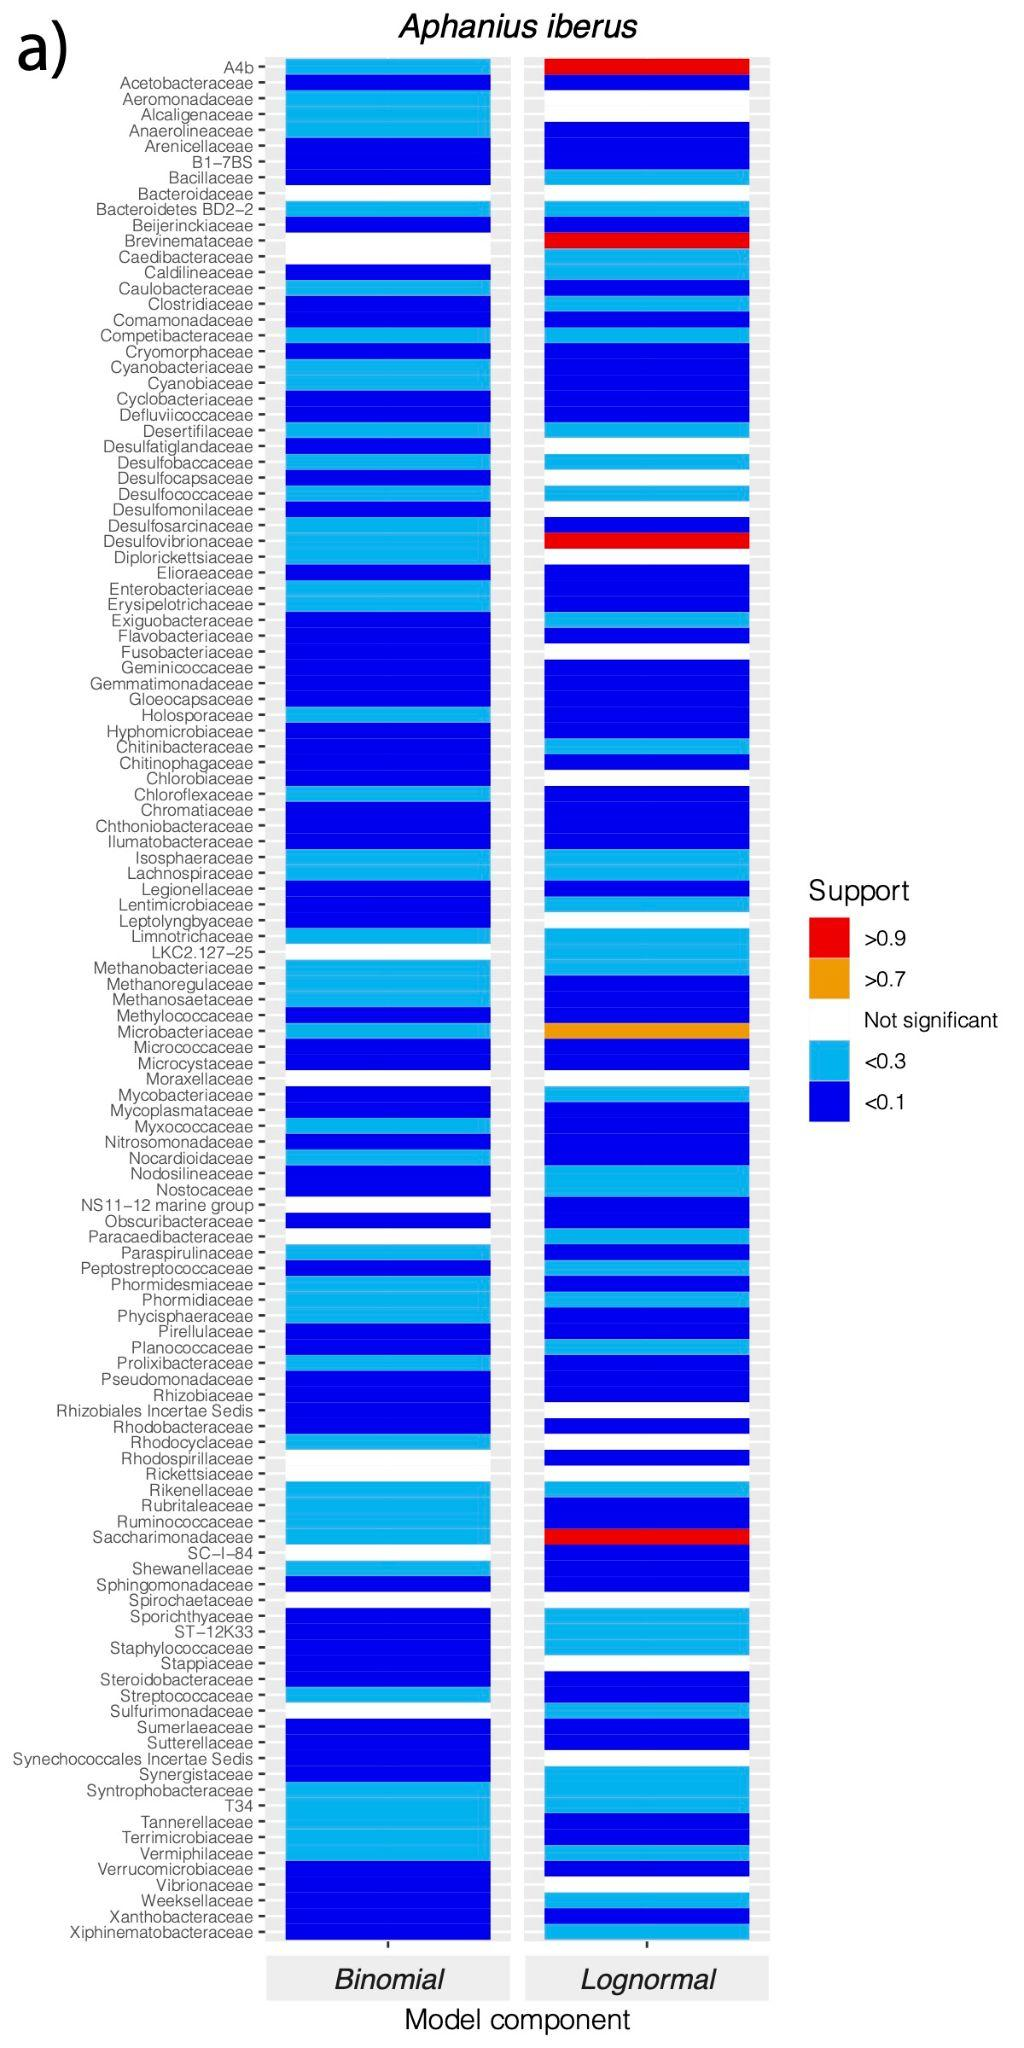 a)
Aphanius iberus
A4b
Acetobacteraceae
Aeromonadaceae
Alcaligenaceae
Anaerolineaceae
Arenicellaceae
B1−7BS
Bacillaceae
Bacteroidaceae
Bacteroidetes BD2−2
Beijerinckiaceae
Brevinemataceae
Caedibacteraceae
Caldilineaceae
Caulobacteraceae
Clostridiaceae
Comamonadaceae
Competibacteraceae
Cryomorphaceae
Cyanobacteriaceae
Cyanobiaceae
Cyclobacteriaceae
Defluviicoccaceae
Desertifilaceae
Desulfatiglandaceae
Desulfobaccaceae
Desulfocapsaceae
Desulfococcaceae
Desulfomonilaceae
Desulfosarcinaceae
Desulfovibrionaceae
Diplorickettsiaceae
Elioraeaceae
Enterobacteriaceae
Erysipelotrichaceae
Exiguobacteraceae
Flavobacteriaceae
Fusobacteriaceae
Geminicoccaceae
Gemmatimonadaceae
Gloeocapsaceae
Holosporaceae
Hyphomicrobiaceae
Chitinibacteraceae
Chitinophagaceae
Chlorobiaceae
Chloroflexaceae
Chromatiaceae
Chthoniobacteraceae
Ilumatobacteraceae
Isosphaeraceae
Lachnospiraceae
Legionellaceae
Lentimicrobiaceae
Leptolyngbyaceae
Limnotrichaceae
LKC2.127−25
Methanobacteriaceae
Methanoregulaceae
Methanosaetaceae
Methylococcaceae
Microbacteriaceae
Micrococcaceae
Microcystaceae
Moraxellaceae
Mycobacteriaceae
Mycoplasmataceae
Myxococcaceae
Nitrosomonadaceae
Nocardioidaceae
Nodosilineaceae
Nostocaceae
NS11−12 marine group
Obscuribacteraceae
Paracaedibacteraceae
Paraspirulinaceae
Peptostreptococcaceae
Phormidesmiaceae
Phormidiaceae
Phycisphaeraceae
Pirellulaceae
Planococcaceae
Prolixibacteraceae
Pseudomonadaceae
Rhizobiaceae
Rhizobiales Incertae Sedis
Rhodobacteraceae
Rhodocyclaceae
Rhodospirillaceae
Rickettsiaceae
Rikenellaceae
Rubritaleaceae
Ruminococcaceae
Saccharimonadaceae
SC−I−84
Shewanellaceae
Sphingomonadaceae
Spirochaetaceae
Sporichthyaceae
ST−12K33
Staphylococcaceae
Stappiaceae
Steroidobacteraceae
Streptococcaceae
Sulfurimonadaceae
Sumerlaeaceae
Sutterellaceae
Synechococcales Incertae Sedis
Synergistaceae
Syntrophobacteraceae
T34
Tannerellaceae
Terrimicrobiaceae
Vermiphilaceae
Verrucomicrobiaceae
Vibrionaceae
Weeksellaceae
Xanthobacteraceae
Xiphinematobacteraceae
Support
>0.9
>0.7
Not significant
<0.3
<0.1
Binomial
Lognormal
Model component